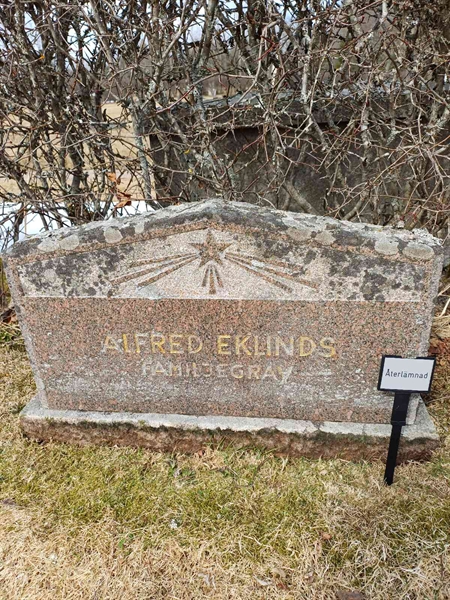 ALFRED EKLINDS
FAMILJEGRAV
Återlämnad